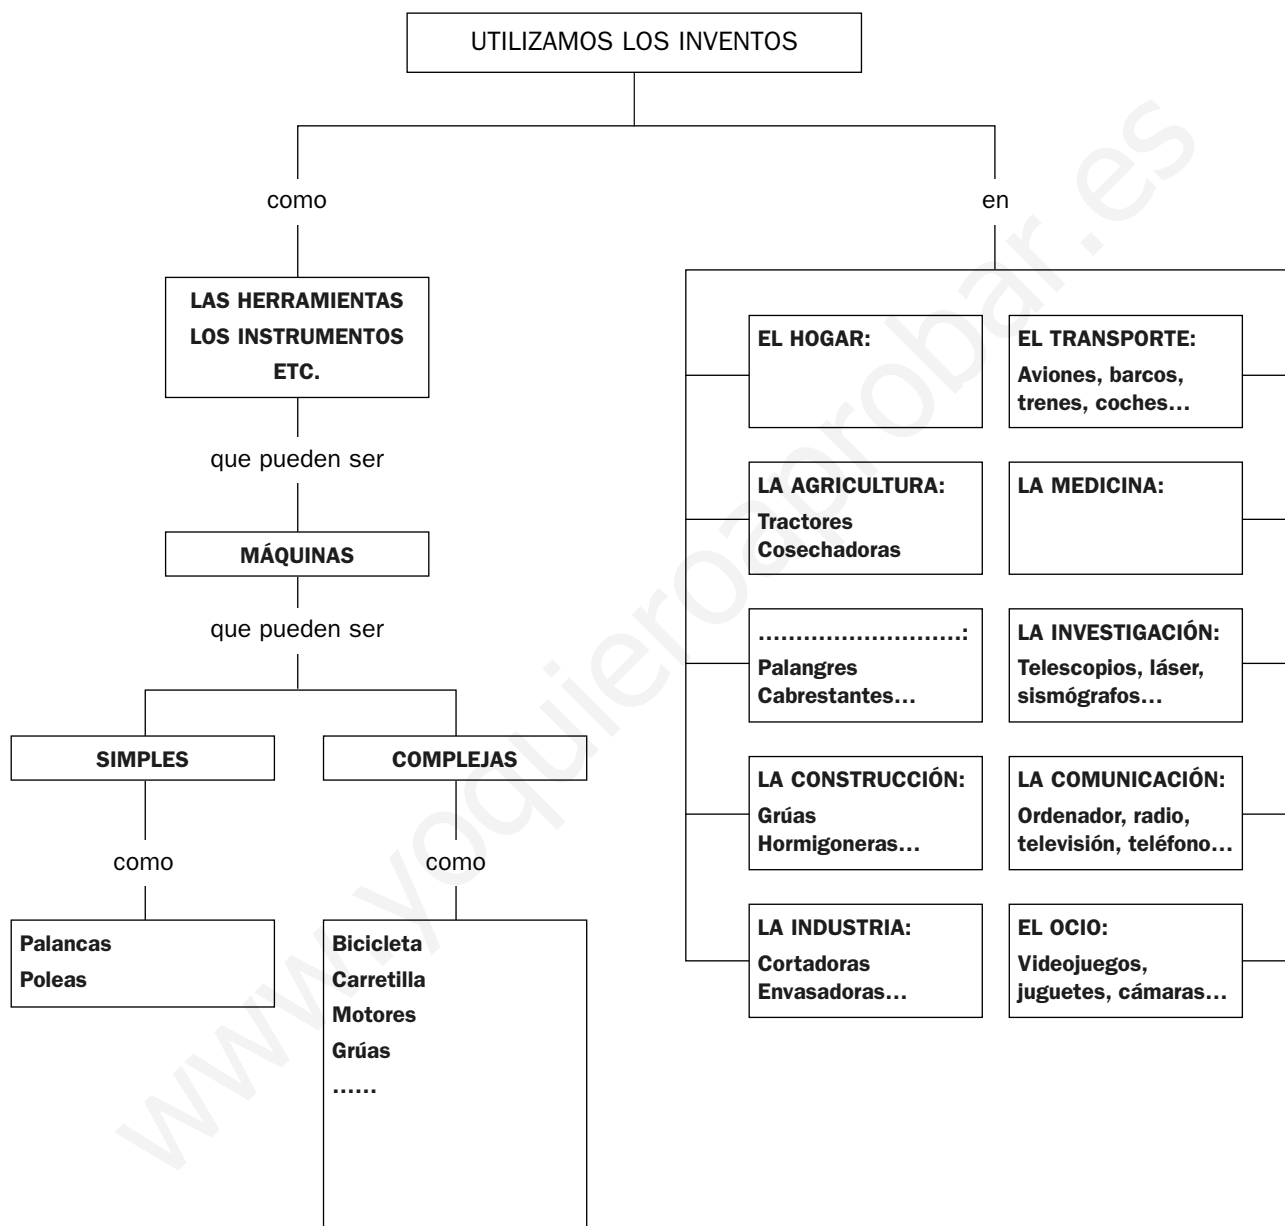 UTILIZAMOS LOS INVENTOS
como
LAS HERRAMIENTAS
LOS INSTRUMENTOS
ETC.
que pueden ser
MÁQUINAS
que pueden ser
SIMPLES
como
Palancas
Poleas
COMPLEJAS
como
Bicicleta
Carretilla
Motores
Grúas
......
en
EL HOGAR:
LA AGRICULTURA:
Tractores
Cosechadoras
...........................:
Palangres
Cabrestantes...
LA CONSTRUCCIÓN:
Grúas
Hormigoneras...
LA INDUSTRIA:
Cortadoras
Envasadoras...
EL TRANSPORTE:
Aviones, barcos,
trenes, coches...
LA MEDICINA:
LA INVESTIGACIÓN:
Telescopios, láser,
sismógrafos...
LA COMUNICACIÓN:
Ordenador, radio,
televisión, teléfono...
EL OCIO:
Videojuegos,
juguetes, cámaras...
www.yoquieroaprobar.es